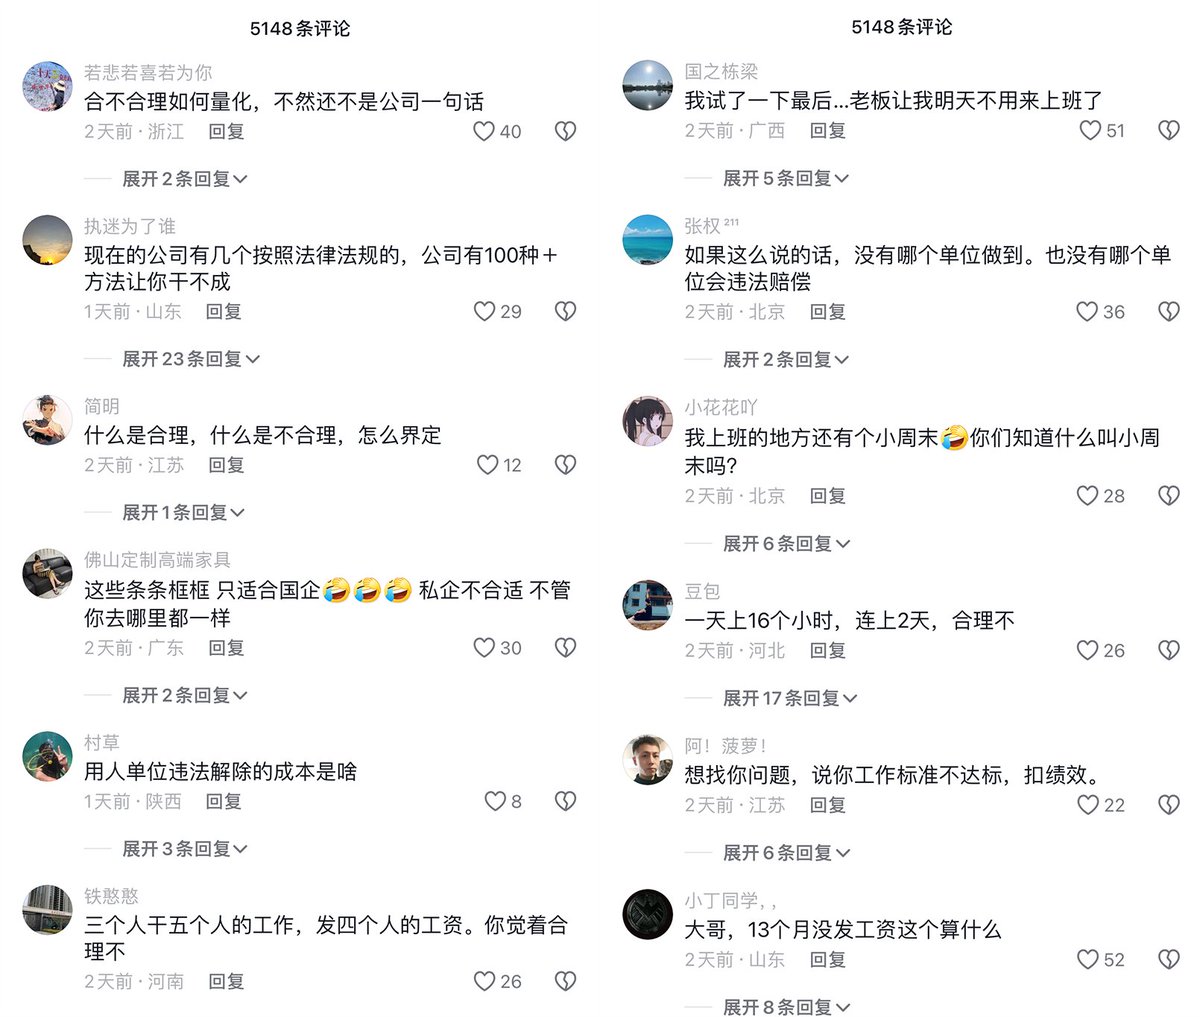 5148条评论
若悲若喜若为你
合不合理如何量化，不然还不是公司一句话
2天前·浙江 回复 40
展开2条回复
执迷为了谁
现在的公司有几个按照法律法规的，公司有100种＋
方法让你干不成
1天前·山东 回复 29
展开23条回复
简明
什么是合理，什么是不合理，怎么界定
2天前·江苏 回复 12
展开1条回复
佛山定制高端家具
这些条条框框 只适合国企🤣🤣🤣 私企不合适 不管
你去哪里都一样
2天前·广东 回复 30
展开2条回复
村草
用人单位违法解除的成本是啥
1天前·陕西 回复 8
展开3条回复
铁憨憨
三个人干五个人的工作，发四个人的工资。你觉着合
理不
2天前·河南 回复 26
5148条评论
国之栋梁
我试了一下最后...老板让我明天不用来上班了
2天前·广西 回复 51
展开5条回复
张权²¹¹
如果这么说的话，没有哪个单位做到。也没有哪个单
位会违法赔偿
2天前·北京 回复 36
展开2条回复
小花花吖
我上班的地方还有个小周末🤣你们知道什么叫小周
末吗?
2天前·北京 回复 28
展开6条回复
豆包
一天上16个小时，连上2天，合理不
2天前·河北 回复 26
展开17条回复
阿！菠萝！
想找你问题，说你工作标准不达标，扣绩效。
2天前·江苏 回复 22
展开6条回复
小丁同学，，
大哥，13个月没发工资这个算什么
2天前·山东 回复 52
展开8条回复